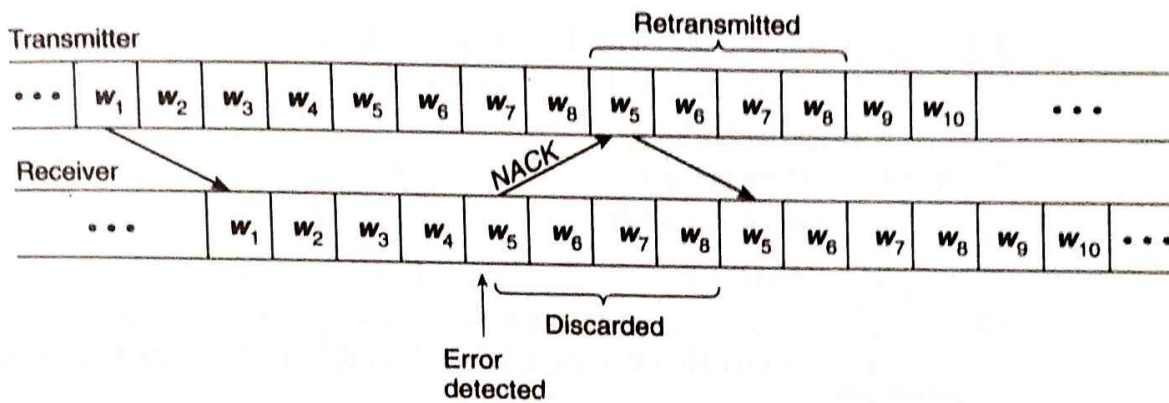 Retransmitted
Transmitter
••• w₁ w₂ w₃ w₄ w₅ w₆ w₇ w₈ w₅ w₆ w₇ w₈ w₉ w₁₀ •••
NACK
Receiver
••• w₁ w₂ w₃ w₄ w₅ w₆ w₇ w₈ w₅ w₆ w₇ w₈ w₉ w₁₀ •••
Discarded
Error
detected